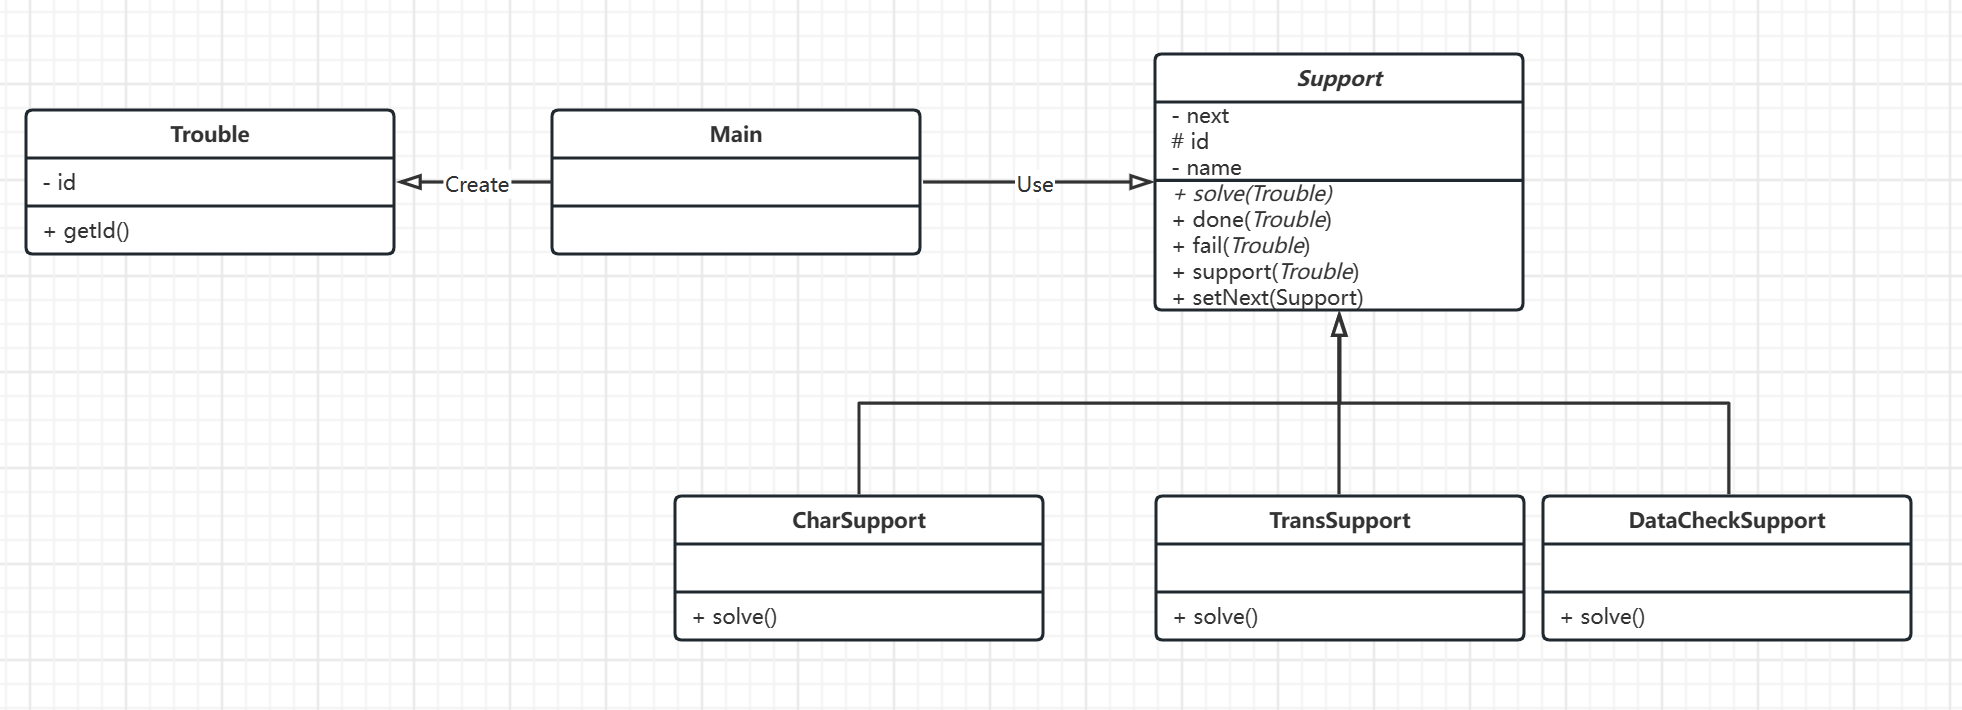 Trouble
- id
+ getId()
Create
Main
Use
Support
- next
# id
- name
+ solve(Trouble)
+ done(Trouble)
+ fail(Trouble)
+ support(Trouble)
+ setNext(Support)
CharSupport
+ solve()
TransSupport
+ solve()
DataCheckSupport
+ solve()